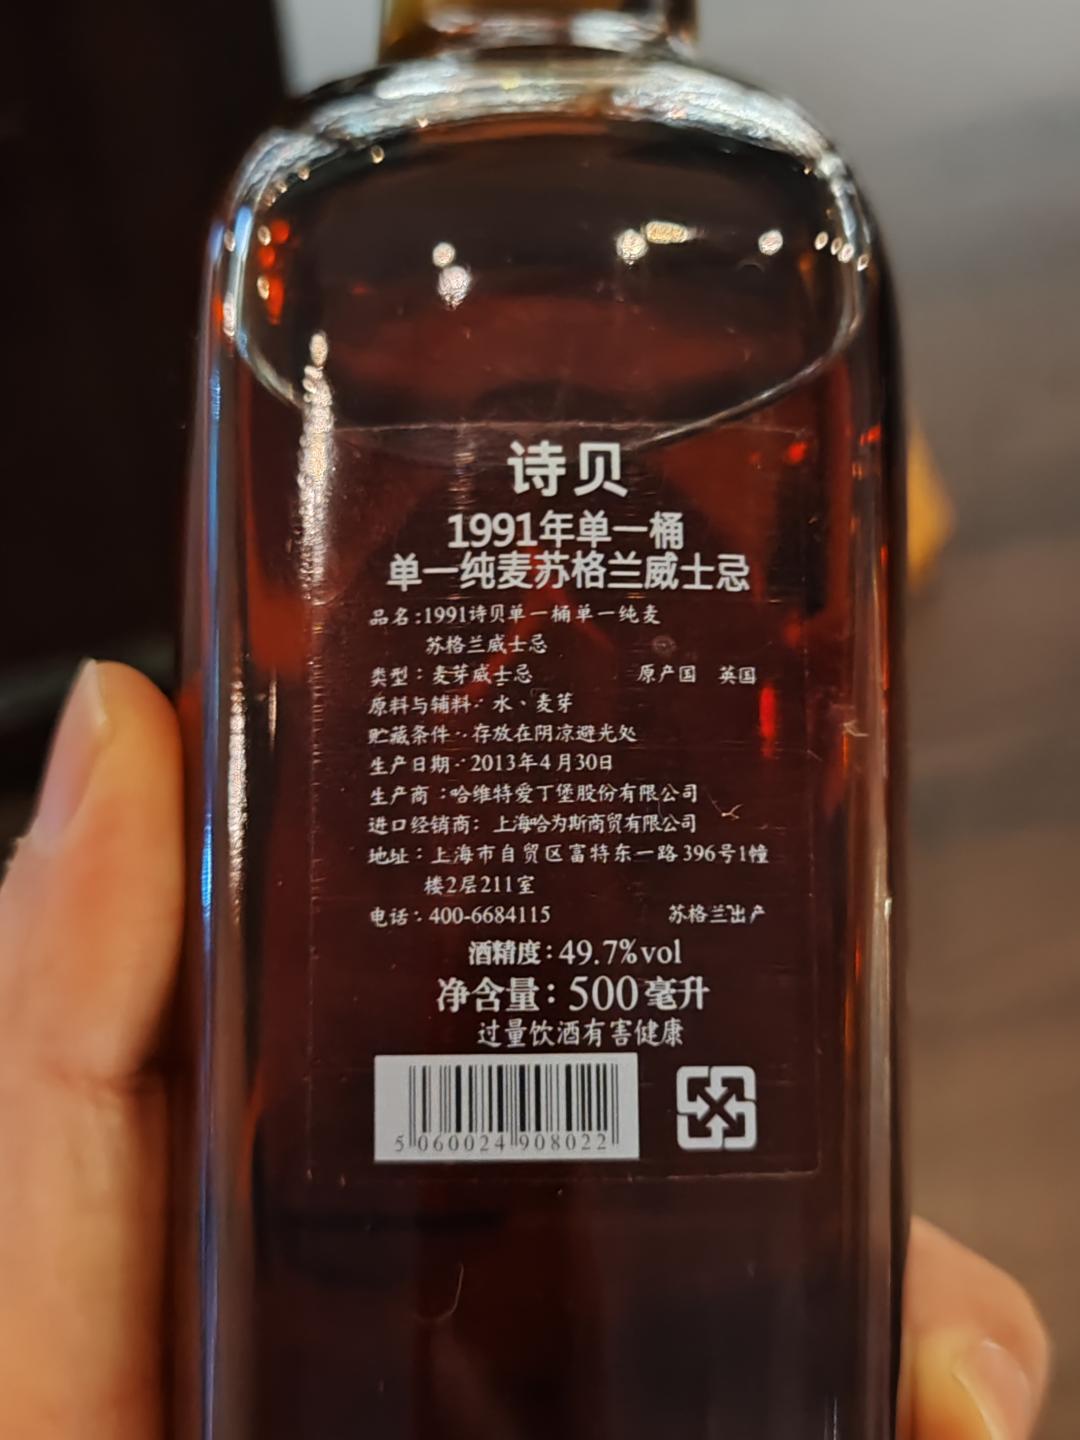 诗贝
1991年单一桶
单一纯麦苏格兰威士忌
品名:1991诗贝单一桶单一纯麦
苏格兰威士忌
类型：麦芽威士忌 原产国 英国
原料与辅料：水、麦芽
贮藏条件：存放在阴凉避光处
生产日期：2013年4月30日
生产商：哈维特爱丁堡股份有限公司
进口经销商：上海哈为斯商贸有限公司
地址：上海市自贸区富特东一路396号1幢
楼2层211室
电话：400-6684115 苏格兰出产
酒精度：49.7%vol
净含量：500毫升
过量饮酒有害健康
5 060024 908022